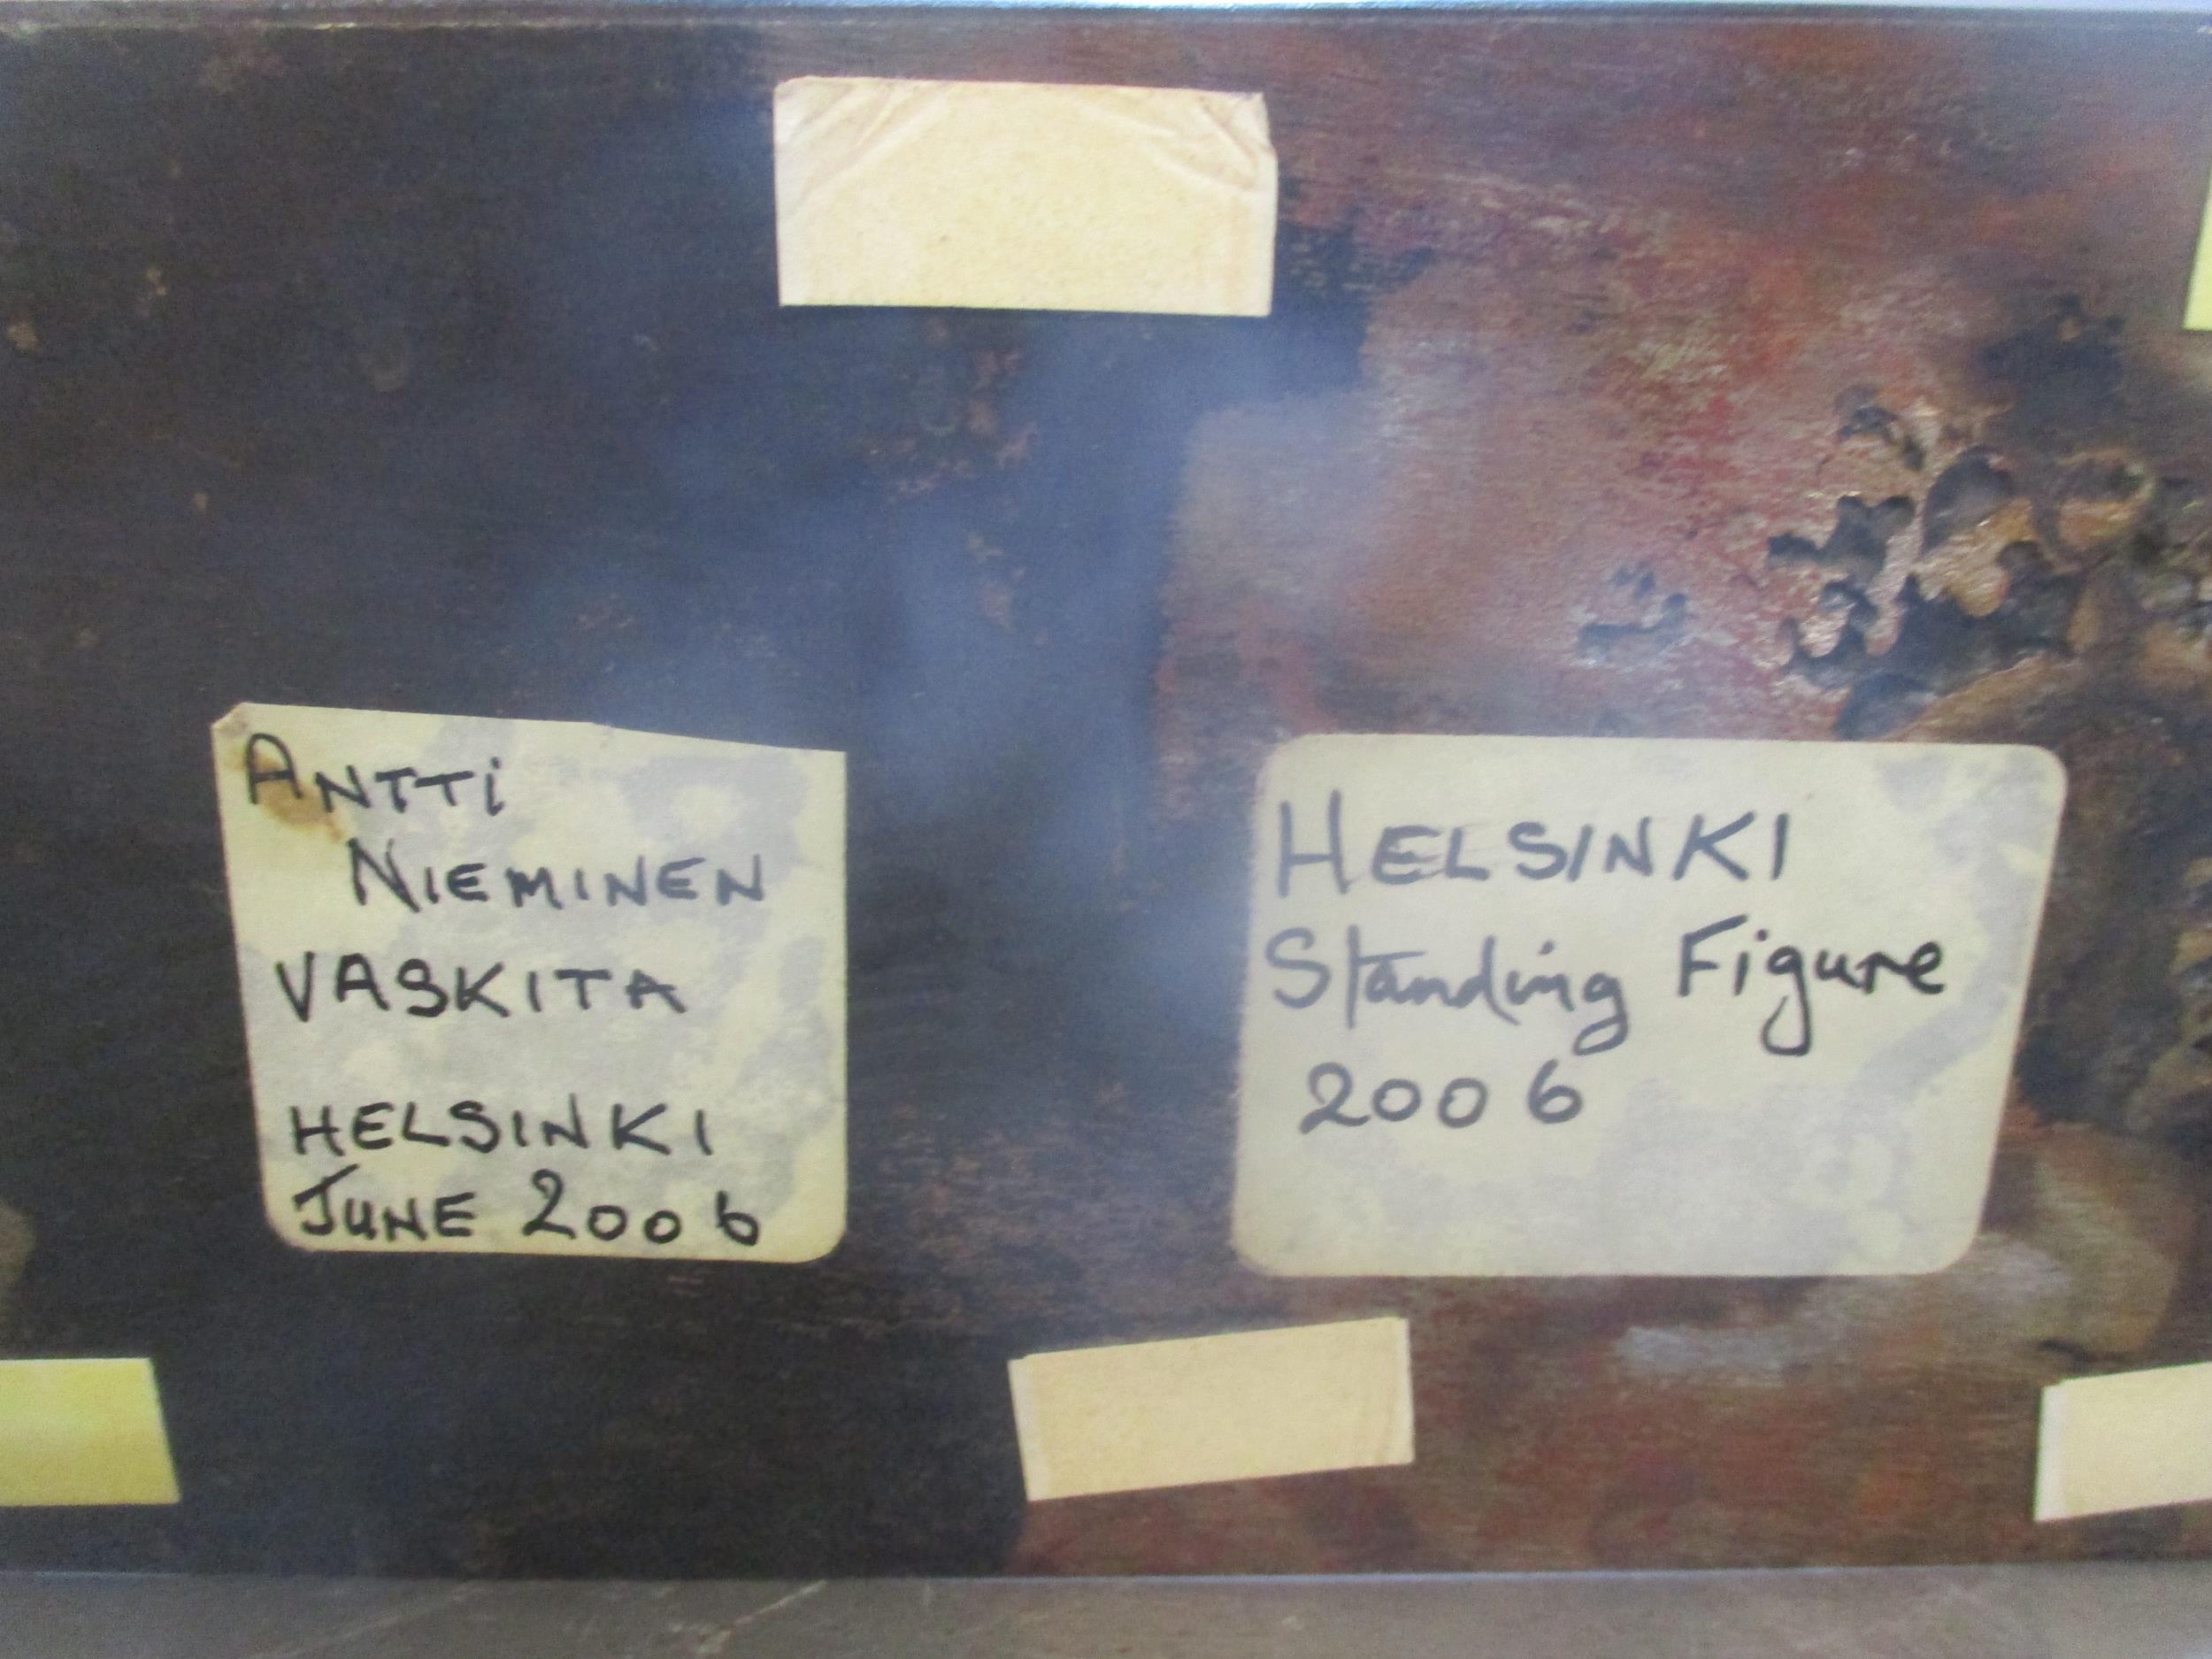 ANTTi
NIEMINEN
VASKITA
HELSINKI
JUNE 2006
HELSINKI
Standing Figure
2006